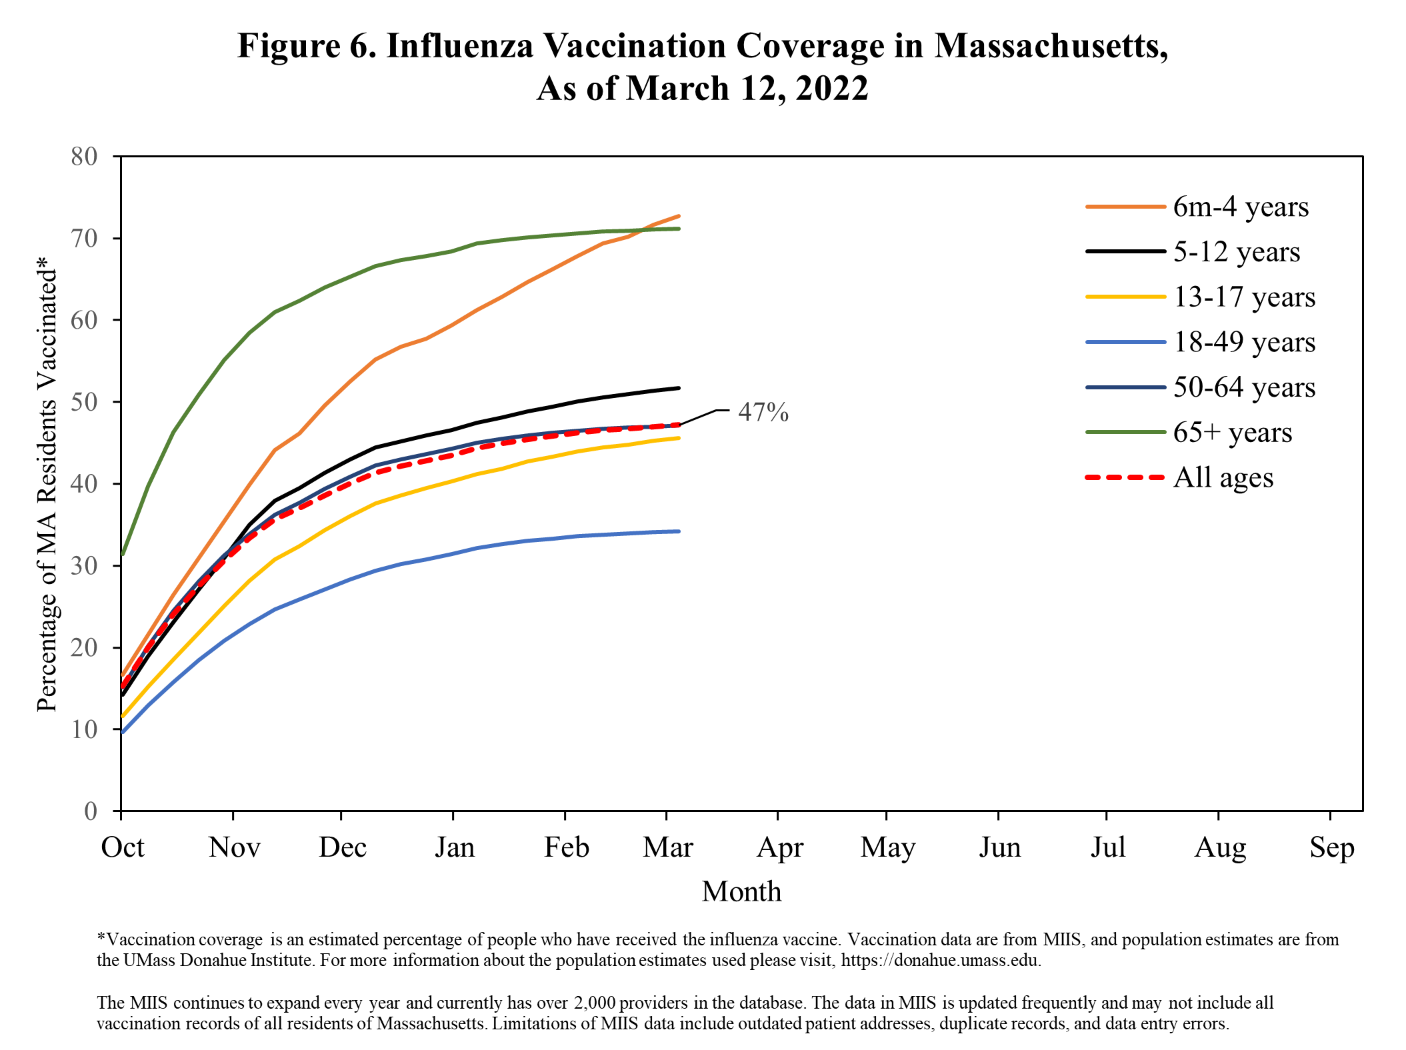 Figure 6. Influenza Vaccination Coverage in Massachusetts,
As of March 12, 2022
80
70
60
50
40
30
20
10
0
Percentage of MA Residents Vaccinated*
6m-4 years
5-12 years
13-17 years
18-49 years
50-64 years
65+ years
All ages
47%
Oct Nov Dec Jan Feb Mar Apr May Jun Jul Aug Sep
Month
*Vaccination coverage is an estimated percentage of people who have received the influenza vaccine. Vaccination data are from MIIS, and population estimates are from
the UMass Donahue Institute. For more information about the population estimates used please visit, https://donahue.umass.edu.
The MIIS continues to expand every year and currently has over 2,000 providers in the database. The data in MIIS is updated frequently and may not include all
vaccination records of all residents of Massachusetts. Limitations of MIIS data include outdated patient addresses, duplicate records, and data entry errors.